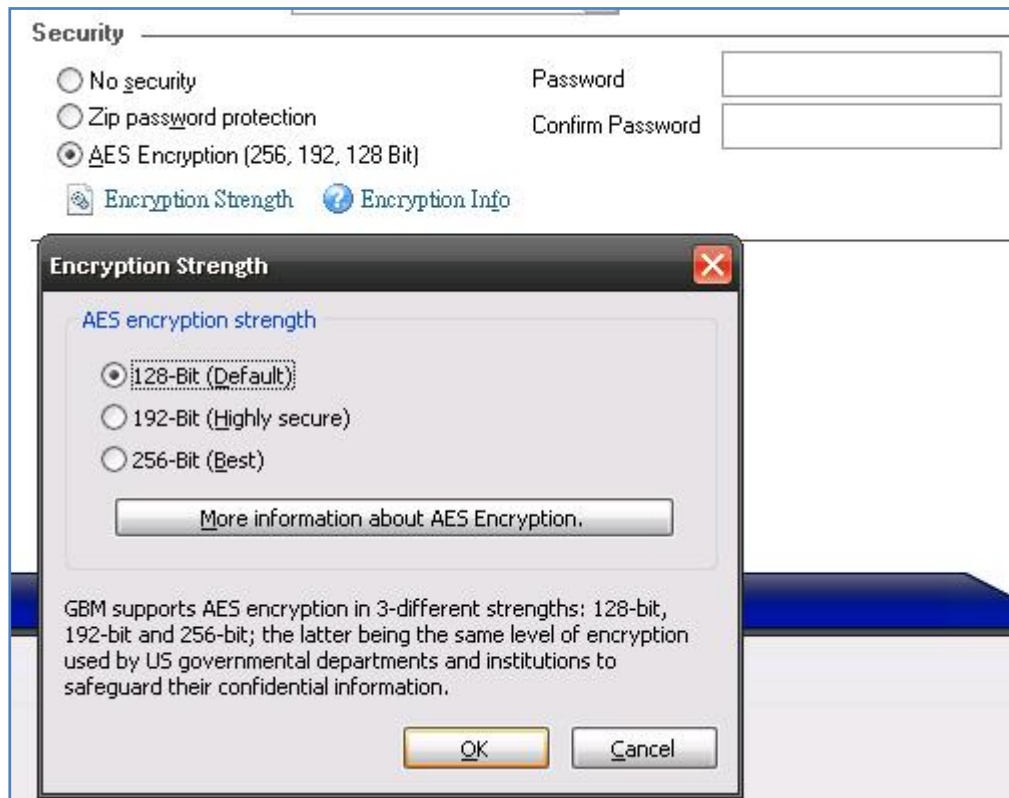 Security
No security
Password
Zip password protection
Confirm Password
AES Encryption (256, 192, 128 Bit)
Encryption Strength Encryption Info
Encryption Strength
AES encryption strength
128-Bit (Default)
192-Bit (Highly secure)
256-Bit (Best)
More information about AES Encryption.
GBM supports AES encryption in 3-different strengths: 128-bit,
192-bit and 256-bit; the latter being the same level of encryption
used by US governmental departments and institutions to
safeguard their confidential information.
OK Cancel